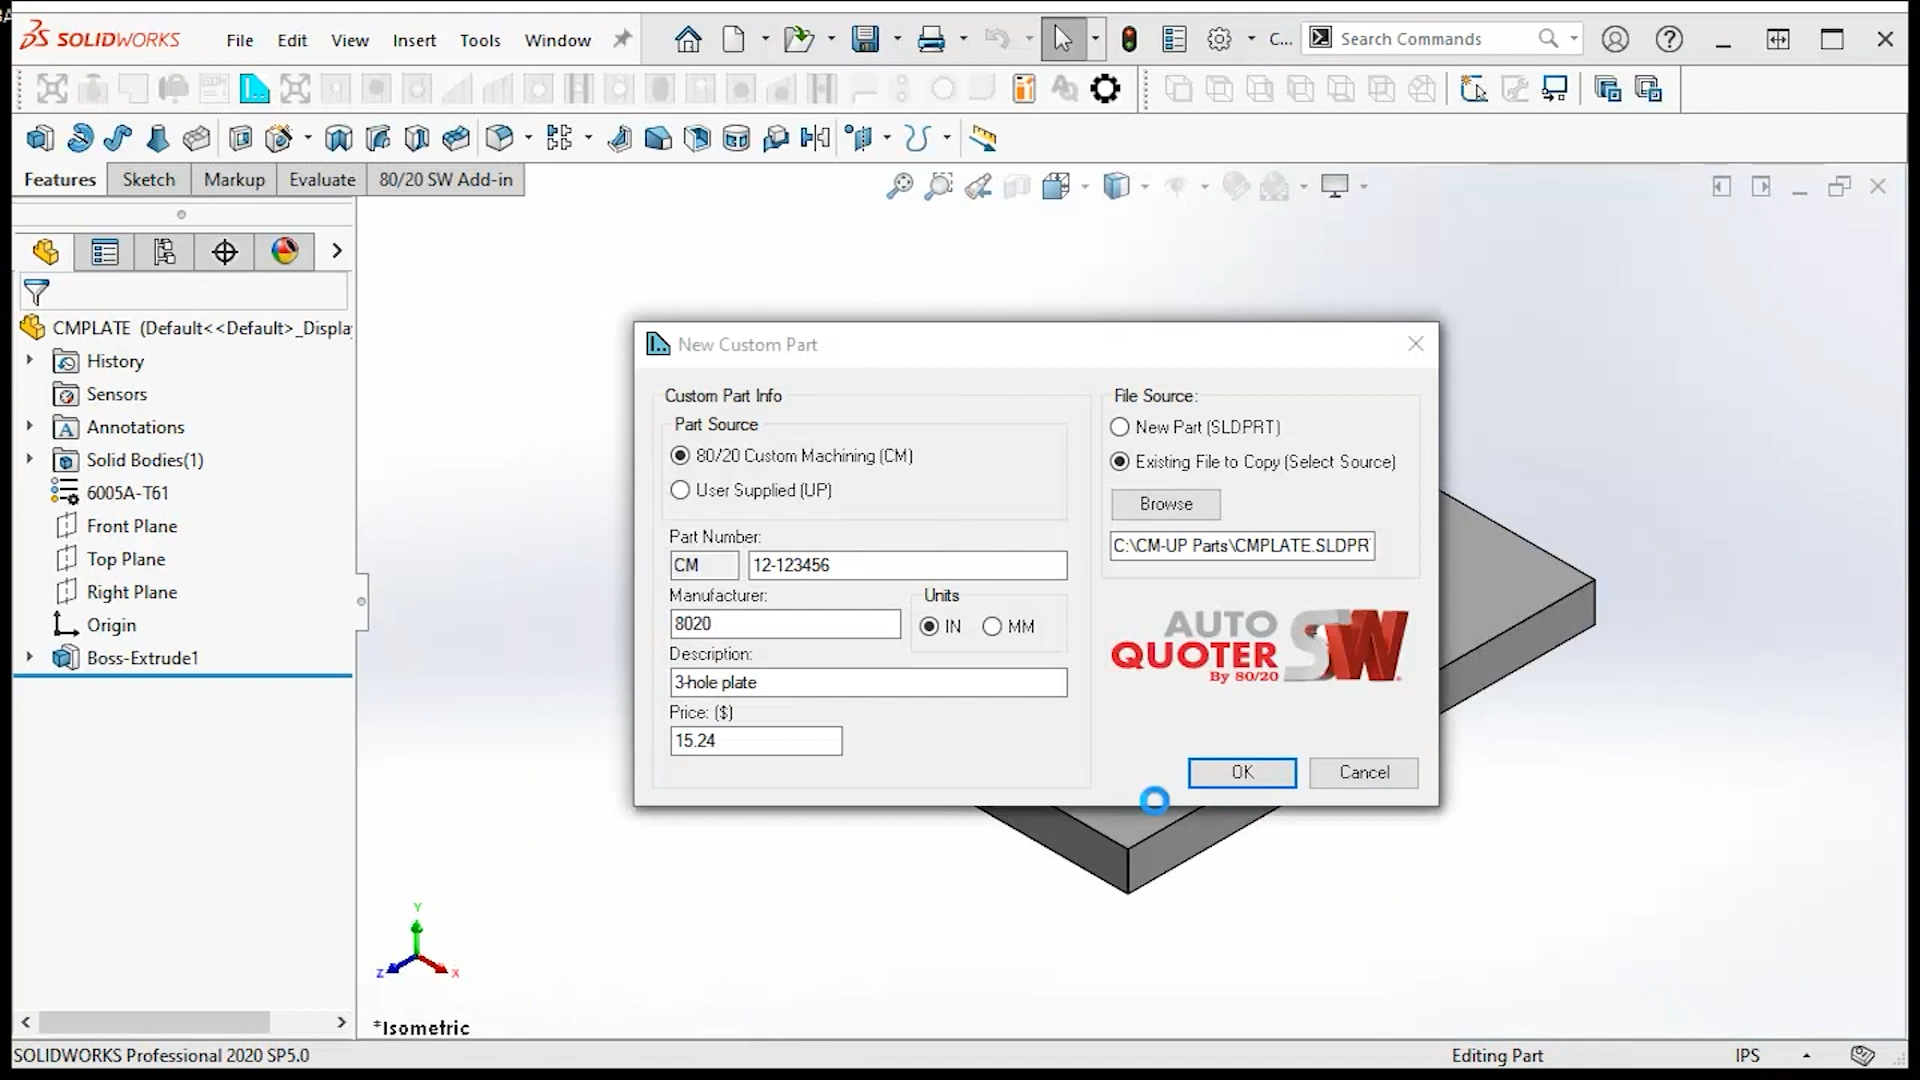 SOLIDWORKS
File Edit View Insert Tools Window
C...
Search Commands
Features Sketch Markup Evaluate 80/20 SW Add-in
CMPLATE (Default<<Default>_Displa
History
Sensors
Annotations
Solid Bodies(1)
6005A-T61
Front Plane
Top Plane
Right Plane
Origin
Boss-Extrude1
New Custom Part
Custom Part Info
Part Source
80/20 Custom Machining (CM)
User Supplied (UP)
Part Number:
CM 12-123456
Manufacturer:
8020
Units
IN MM
Description:
3-hole plate
Price: ($)
15.24
File Source:
New Part (SLDPRT)
Existing File to Copy (Select Source)
Browse
C:\CM-UP Parts\CMPLATE.SLDPR
AUTO
QUOTER SW
By 80/20
OK Cancel
Y
Z X
*Isometric
SOLIDWORKS Professional 2020 SP5.0
Editing Part
IPS